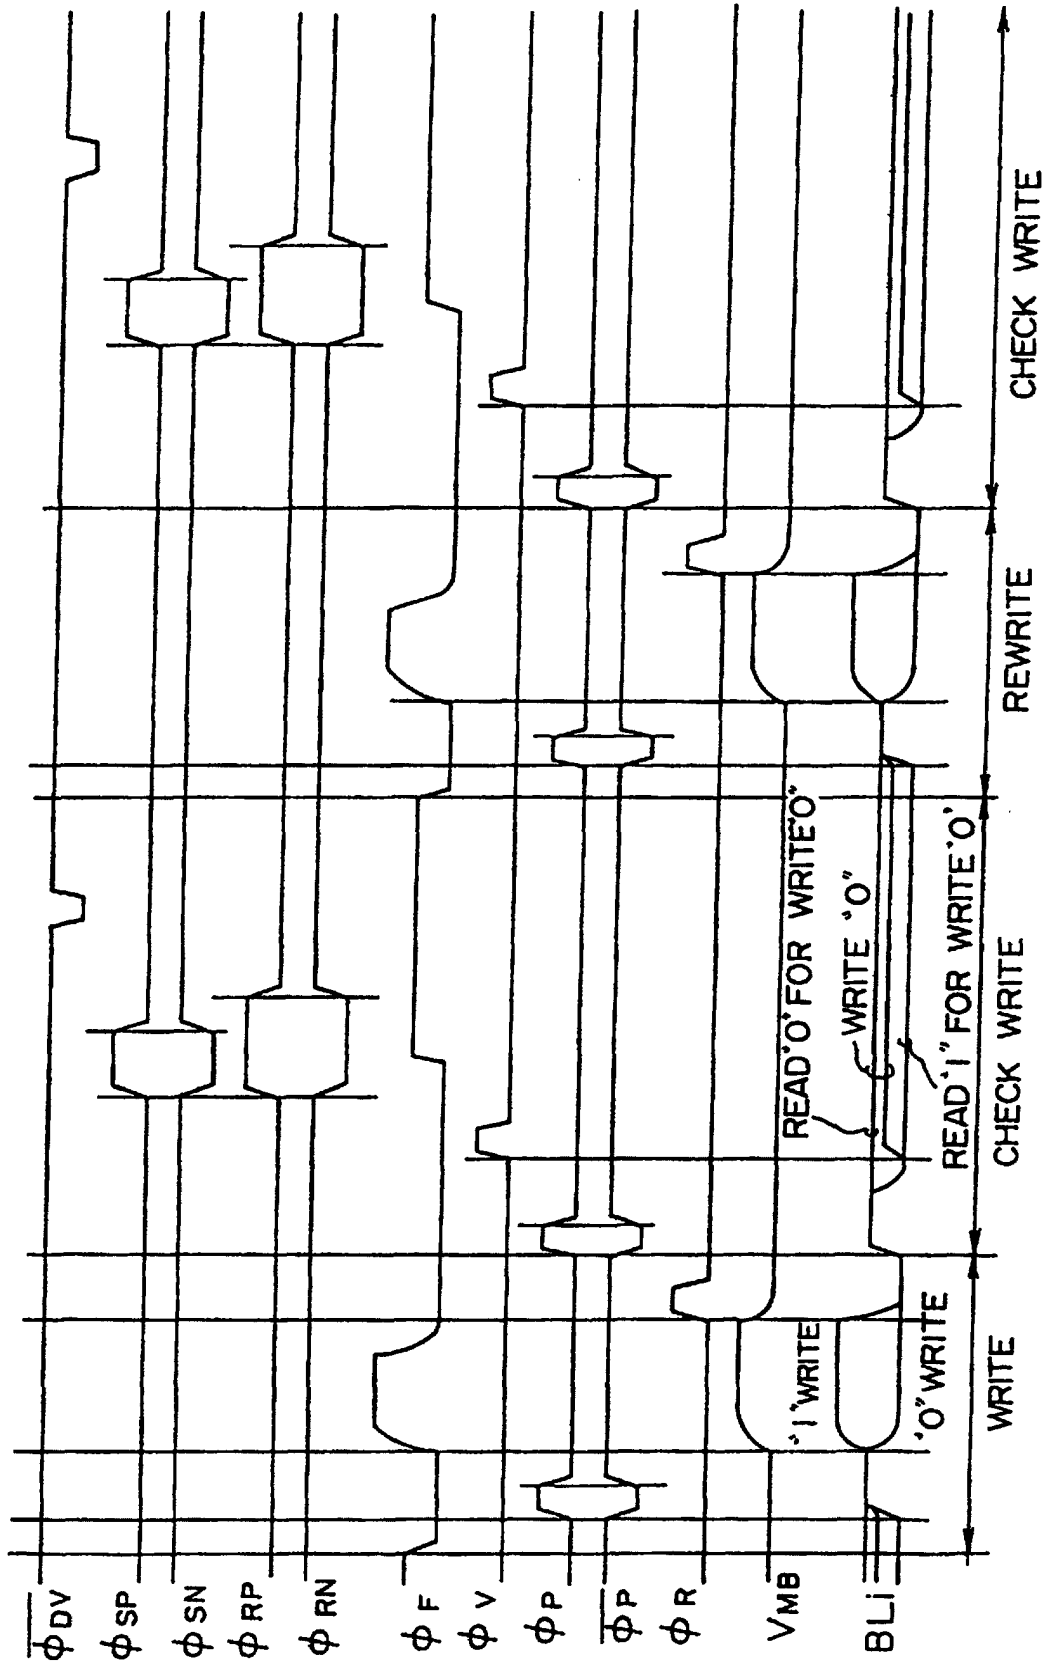 φDV
φSP
φSN
φRP
φRN
φF
φV
φP
φP
φR
VMB
BLi
"1"WRITE
"0"WRITE
READ"0"FOR WRITE"0"
WRITE "0"
READ"1"FOR WRITE"0"
WRITE
CHECK WRITE
REWRITE
CHECK WRITE